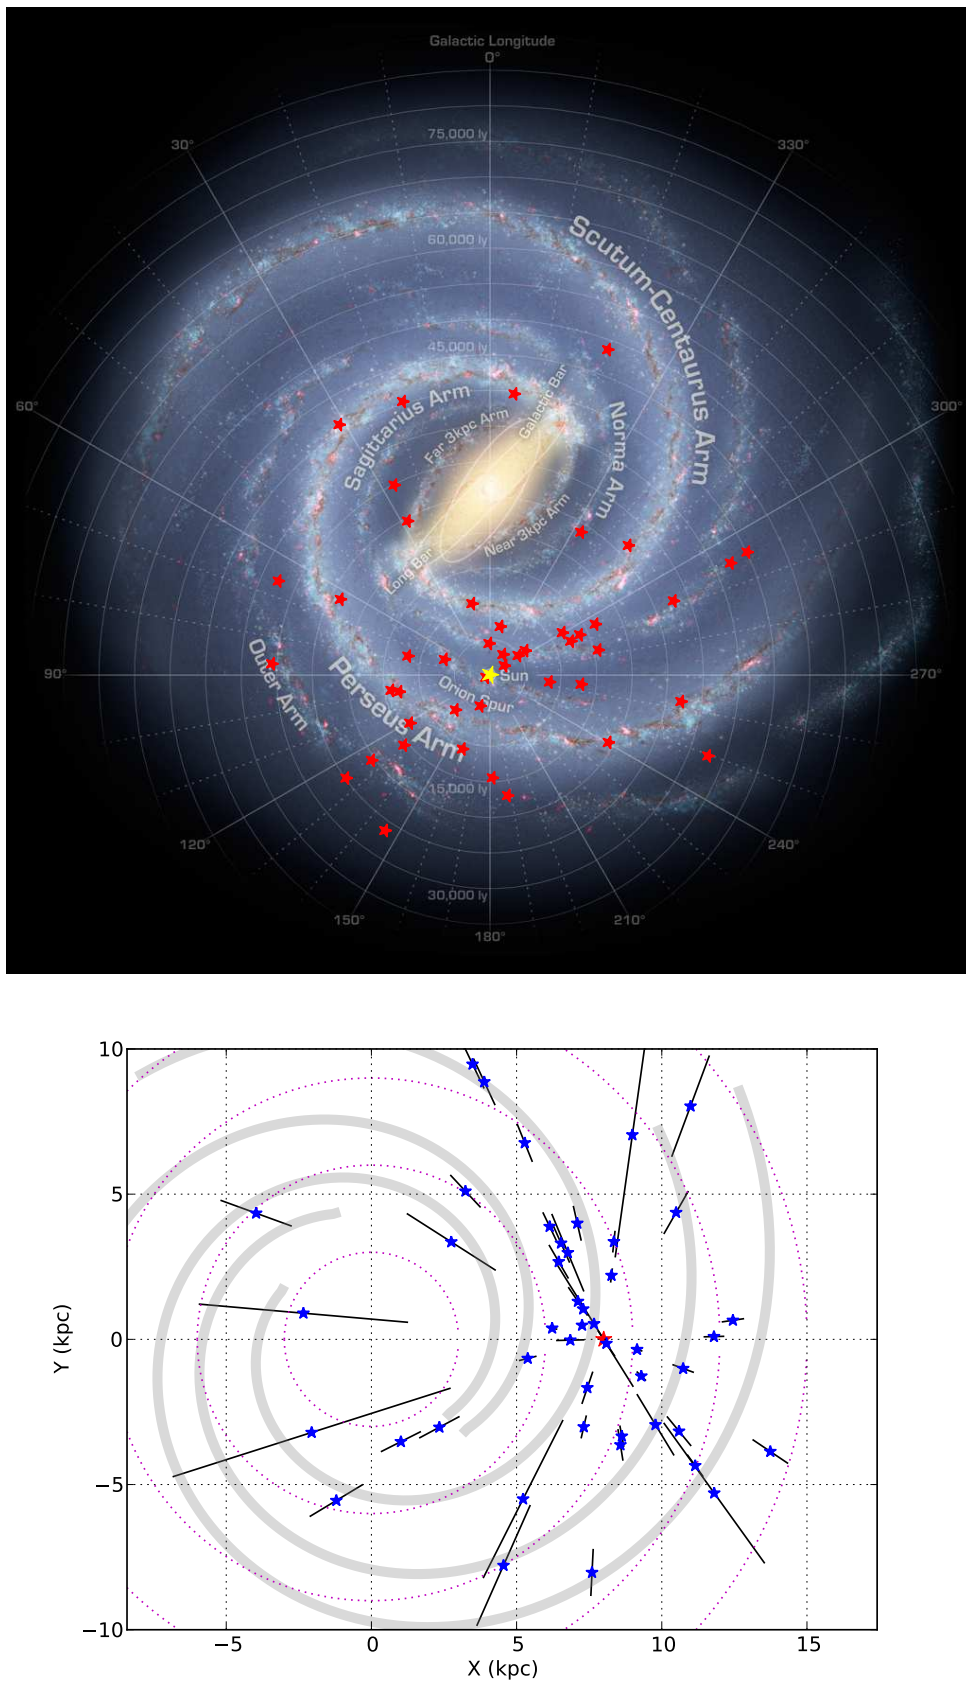 Galactic Longitude
0°
30°
330°
75,000 ly
Scutum-Centaurus Arm
60,000 ly
45,000 ly
Sagittarius Arm
Far 3kpc Arm
Galactic Bar
Norma Arm
60°
300°
Near 3kpc Arm
Long Bar
90°
Outer Arm
Perseus Arm
Orion Spur
Sun
270°
15,000 ly
120°
240°
30,000 ly
150°
210°
180°
10
5
0
−5
−10
Y (kpc)
−5 0 5 10 15
X (kpc)